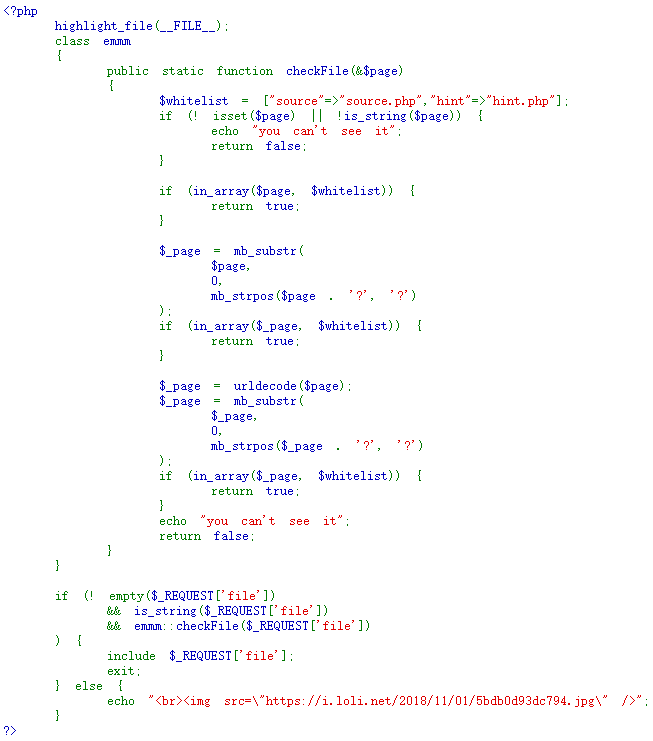 <?php
highlight_file(__FILE__);
class emmm
{
public static function checkFile(&$page)
{
$whitelist = ["source"=>"source.php","hint"=>"hint.php"];
if (! isset($page) || !is_string($page)) {
echo "you can't see it";
return false;
}
if (in_array($page, $whitelist)) {
return true;
}
$_page = mb_substr(
$page,
0,
mb_strpos($page . '?', '?')
);
if (in_array($_page, $whitelist)) {
return true;
}
$_page = urldecode($page);
$_page = mb_substr(
$_page,
0,
mb_strpos($_page . '?', '?')
);
if (in_array($_page, $whitelist)) {
return true;
}
echo "you can't see it";
return false;
}
}
if (! empty($_REQUEST['file'])
&& is_string($_REQUEST['file'])
&& emmm::checkFile($_REQUEST['file'])
) {
include $_REQUEST['file'];
exit;
} else {
echo "<br><img src=\"https://i.loli.net/2018/11/01/5bdb0d93dc794.jpg\" />";
}
?>